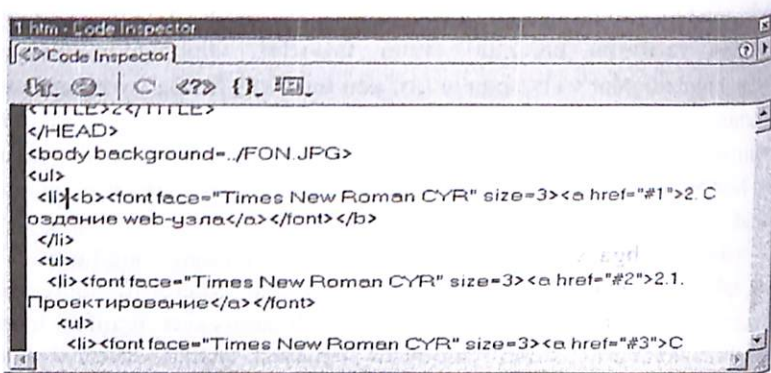 1.htm - Code Inspector
<>Code Inspector
<?> {}
<TITLE>2</TITLE>
</HEAD>
<body background=../FON.JPG>
<ul>
<li><b><font face="Times New Roman CYR" size=3><a href="#1">2. С
оздание web-узла</a></font></b>
</li>
<ul>
<li><font face="Times New Roman CYR" size=3><a href="#2">2.1.
Проектирование</a></font>
<ul>
<li><font face="Times New Roman CYR" size=3><a href="#3">С